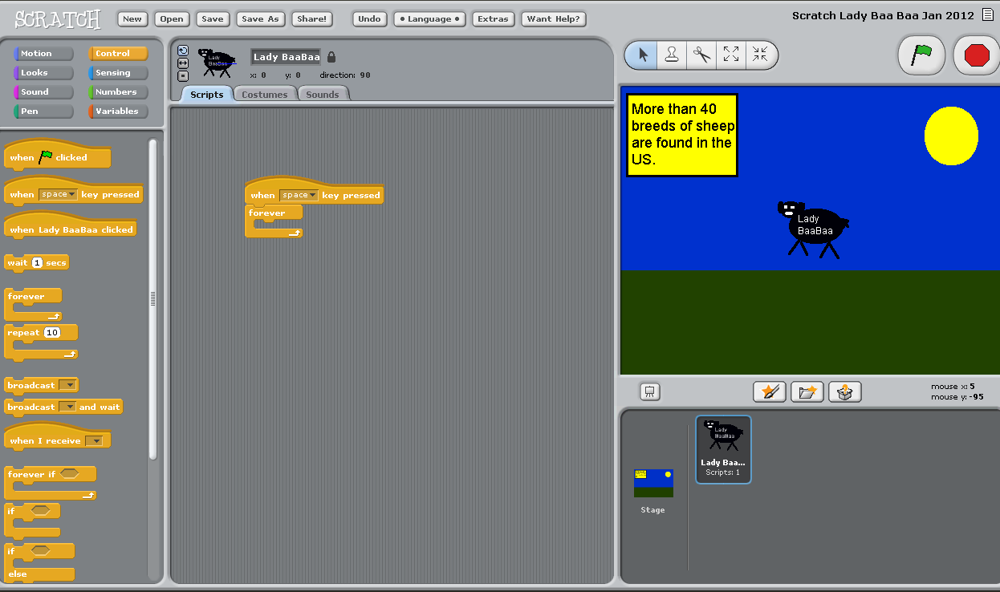 SCRATCH
New Open Save Save As Share! Undo • Language • Extras Want Help?
Scratch Lady Baa Baa Jan 2012
Motion Control
Looks Sensing
Sound Numbers
Pen Variables
Lady
BaaBaa
Lady BaaBaa
x: 0 y: 0 direction: 90
Scripts Costumes Sounds
when clicked
when space key pressed
when Lady BaaBaa clicked
wait 1 secs
forever
repeat 10
broadcast
broadcast and wait
when I receive
forever if
if
if
else
when space key pressed
forever
More than 40
breeds of sheep
are found in the
US.
Lady
BaaBaa
mouse x: 5
mouse y: -95
Lady
BaaBaa
Lady Baa...
Scripts: 1
Stage